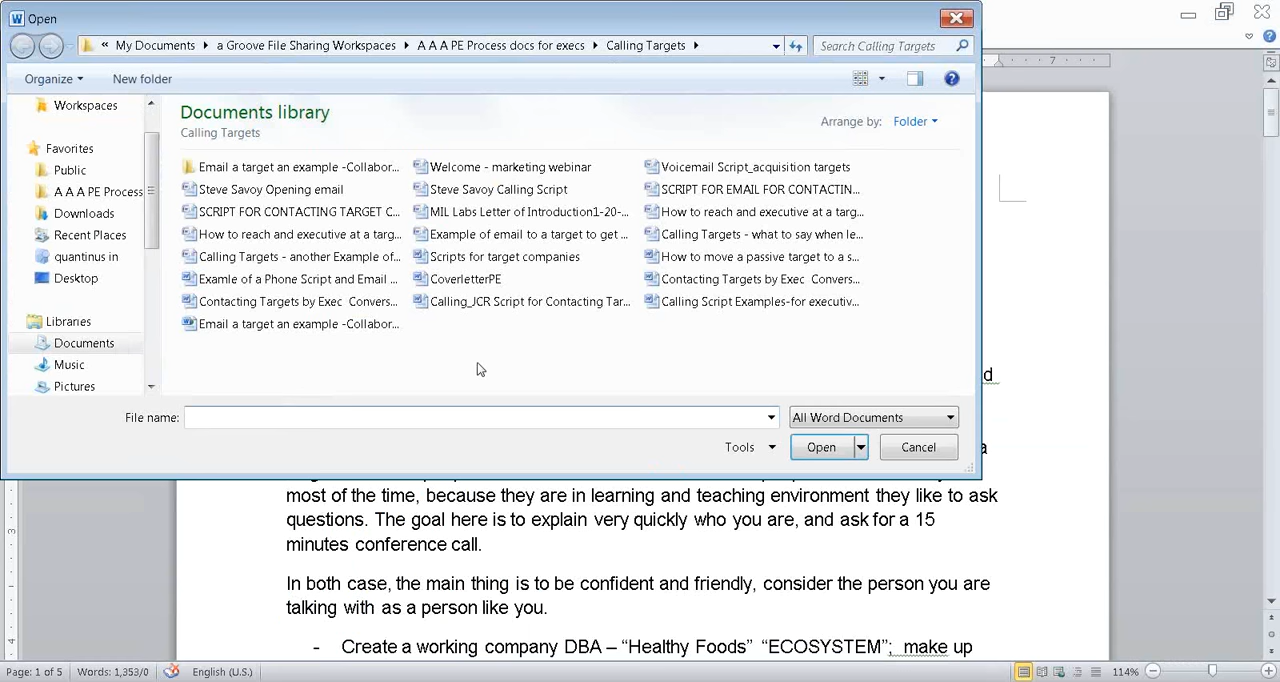 Open
« My Documents ▸ a Groove File Sharing Workspaces ▸ A A A PE Process docs for execs ▸ Calling Targets ▸
Search Calling Targets
Organize
New folder
Workspaces
Favorites
Public
A A A PE Process
Downloads
Recent Places
quantinus in
Desktop
Libraries
Documents
Music
Pictures
Documents library
Calling Targets
Arrange by: Folder
Email a target an example -Collabor...
Welcome - marketing webinar
Voicemail Script_acquisition targets
Steve Savoy Opening email
Steve Savoy Calling Script
SCRIPT FOR EMAIL FOR CONTACTIN...
SCRIPT FOR CONTACTING TARGET C...
MIL Labs Letter of Introduction1-20-...
How to reach and executive at a targ...
How to reach and executive at a targ...
Example of email to a target to get ...
Calling Targets - what to say when le...
Calling Targets - another Example of...
Scripts for target companies
How to move a passive target to a s...
Examle of a Phone Script and Email ...
CoverletterPE
Contacting Targets by Exec Convers...
Contacting Targets by Exec Convers...
Calling_JCR Script for Contacting Tar...
Calling Script Examples-for executiv...
Email a target an example -Collabor...
File name:
All Word Documents
Tools
Open
Cancel
7
d
a
most of the time, because they are in learning and teaching environment they like to ask
questions. The goal here is to explain very quickly who you are, and ask for a 15
minutes conference call.
In both case, the main thing is to be confident and friendly, consider the person you are
talking with as a person like you.
- Create a working company DBA – “Healthy Foods” “ECOSYSTEM”; make up
3
4
Page: 1 of 5
Words: 1,353/0
English (U.S.)
114%